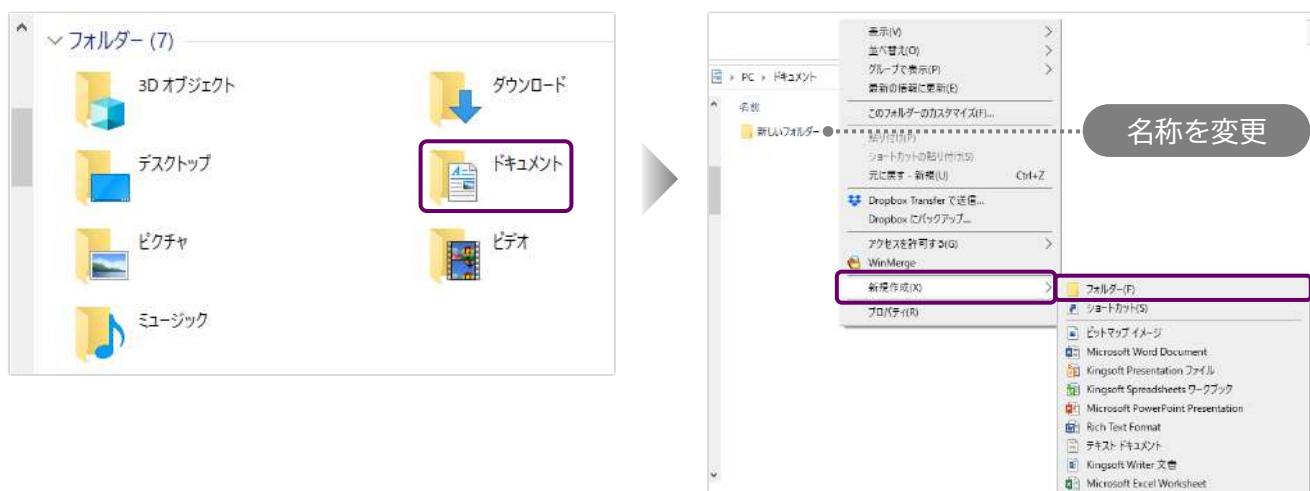 フォルダー (7)
3D オブジェクト
ダウンロード
デスクトップ
ドキュメント
ピクチャ
ビデオ
ミュージック
PC › ドキュメント
名前
新しいフォルダー
名称を変更
表示(V)
並べ替え(O)
グループで表示(P)
最新の情報に更新(E)
このフォルダーのカスタマイズ(F)...
貼り付け(P)
ショートカットの貼り付け(S)
元に戻す - 新規(U) Ctrl+Z
Dropbox Transfer で送信...
Dropbox にバックアップ...
アクセスを許可する(G)
WinMerge
新規作成(X)
プロパティ(R)
フォルダー(F)
ショートカット(S)
ビットマップ イメージ
Microsoft Word Document
Kingsoft Presentation ファイル
Kingsoft Spreadsheets ワークブック
Microsoft PowerPoint Presentation
Rich Text Format
テキスト ドキュメント
Kingsoft Writer 文書
Microsoft Excel Worksheet